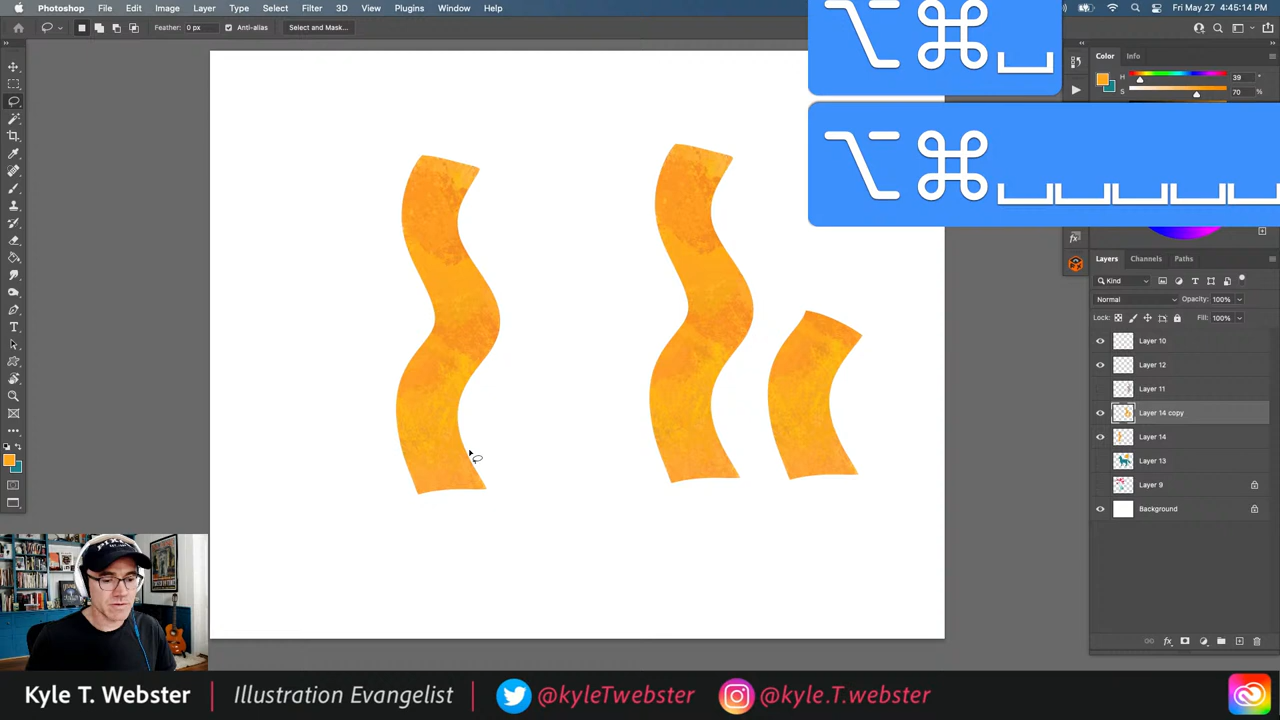 Photoshop File Edit Image Layer Type Select Filter 3D View Plugins Window Help
Fri May 27 4:45:14 PM
Feather: 0 px Anti-alias Select and Mask...
Color Info
H 39 °
S 70 %
Layers Channels Paths
Kind
Normal Opacity: 100%
Lock: Fill: 100%
Layer 10
Layer 12
Layer 11
Layer 14 copy
Layer 14
Layer 13
Layer 9
Background
fx
Kyle T. Webster | Illustration Evangelist | @kyleTwebster @kyle.T.webster